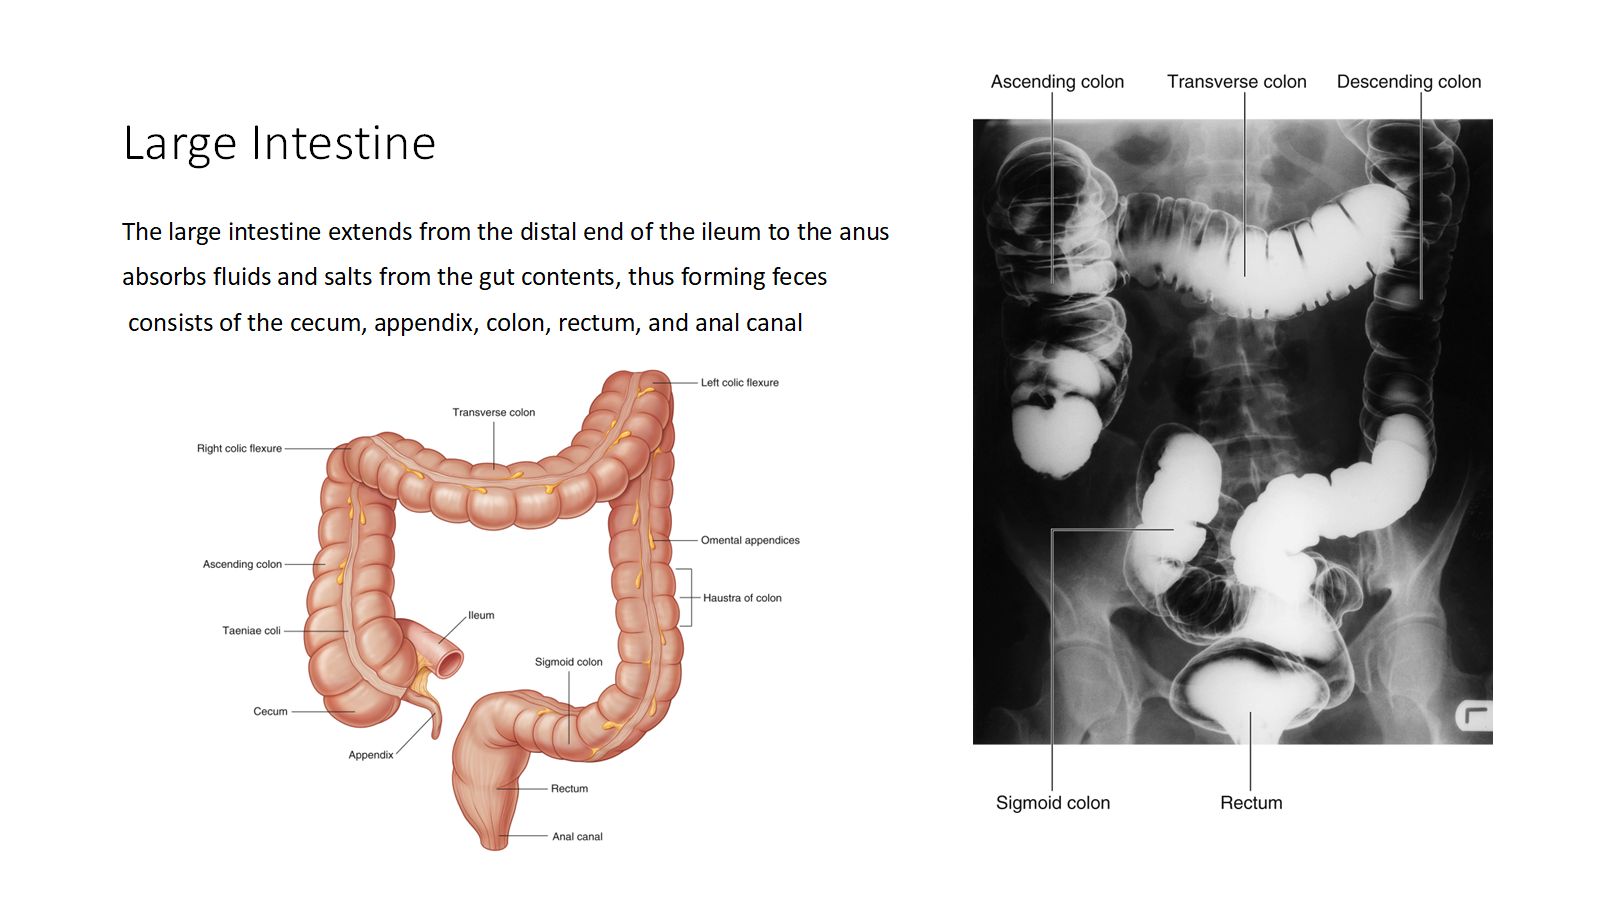 Large Intestine
The large intestine extends from the distal end of the ileum to the anus
absorbs fluids and salts from the gut contents, thus forming feces
consists of the cecum, appendix, colon, rectum, and anal canal
Left colic flexure
Transverse colon
Right colic flexure
Omental appendices
Ascending colon
Haustra of colon
Ileum
Taeniae coli
Sigmoid colon
Cecum
Appendix
Rectum
Anal canal
Ascending colon
Transverse colon
Descending colon
L
Sigmoid colon
Rectum